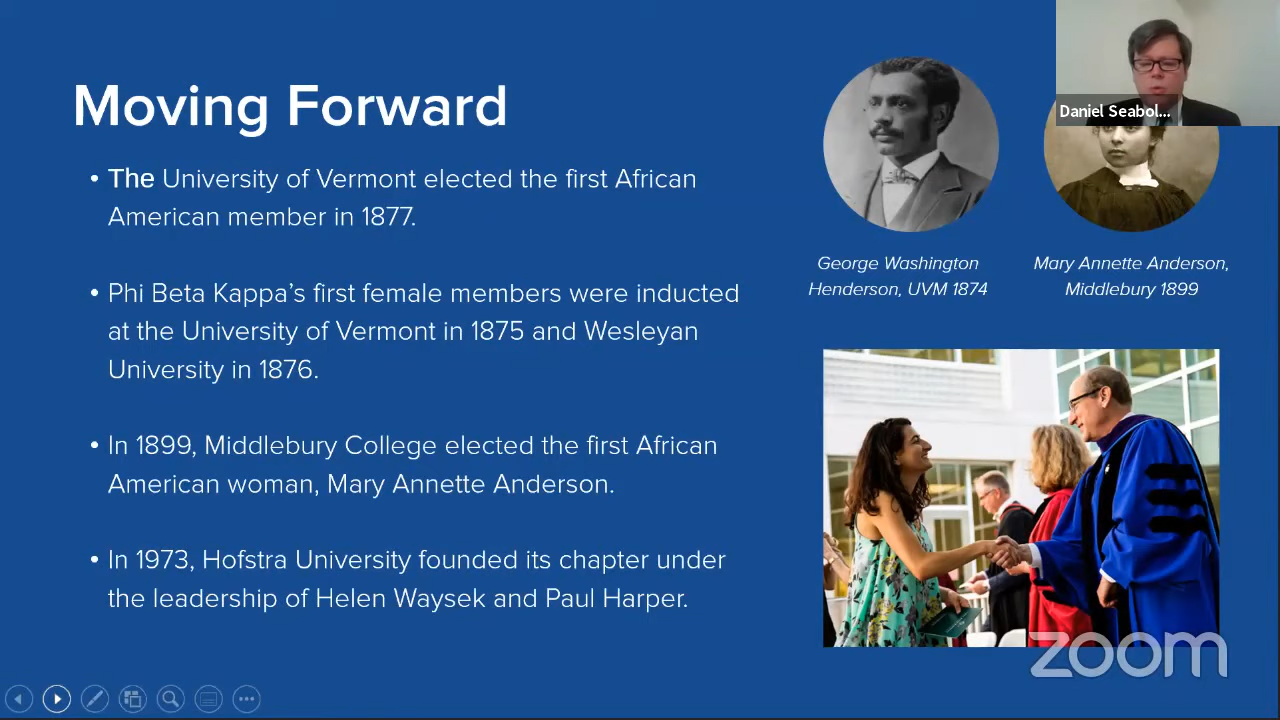 Moving Forward
• The University of Vermont elected the first African
American member in 1877.
• Phi Beta Kappa’s first female members were inducted
at the University of Vermont in 1875 and Wesleyan
University in 1876.
• In 1899, Middlebury College elected the first African
American woman, Mary Annette Anderson.
• In 1973, Hofstra University founded its chapter under
the leadership of Helen Waysek and Paul Harper.
Daniel Seabol...
George Washington
Henderson, UVM 1874
Mary Annette Anderson,
Middlebury 1899
zoom